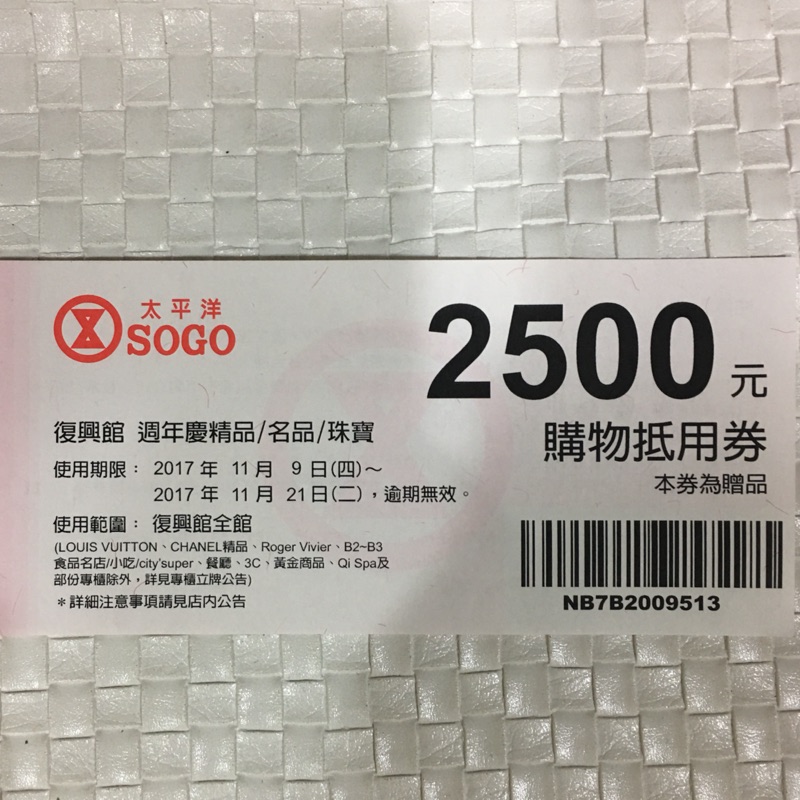 太平洋
SOGO
2500元
購物抵用券
本券為贈品
復興館 週年慶精品/名品/珠寶
使用期限：2017 年 11 月 9 日(四)～
2017 年 11 月 21 日(二)，逾期無效。
使用範圍：復興館全館
(LOUIS VUITTON、CHANEL精品、Roger Vivier、B2~B3
食品名店/小吃/city'super、餐廳、3C、黃金商品、Qi Spa及
部份專櫃除外，詳見專櫃立牌公告)
＊詳細注意事項請見店內公告
NB7B2009513